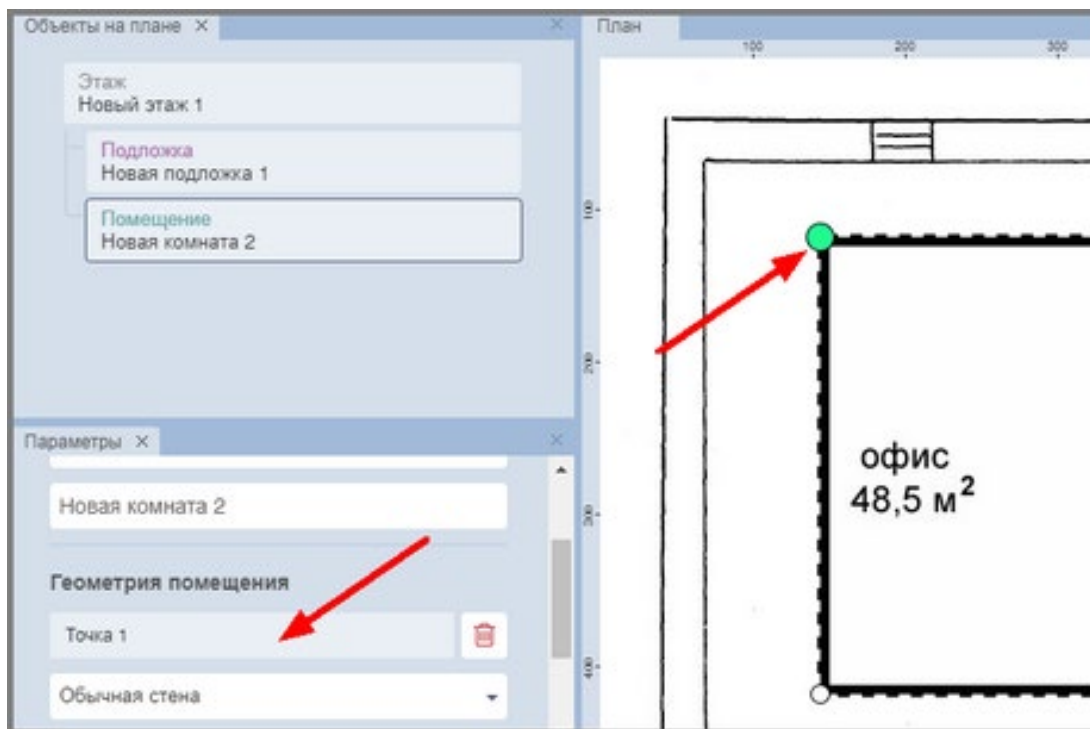 Объекты на плане
Этаж
Новый этаж 1
Подложка
Новая подложка 1
Помещение
Новая комната 2
Параметры
Новая комната 2
Геометрия помещения
Точка 1
Обычная стена
План
100 200 300
100
200
300
400
офис
48,5 м²